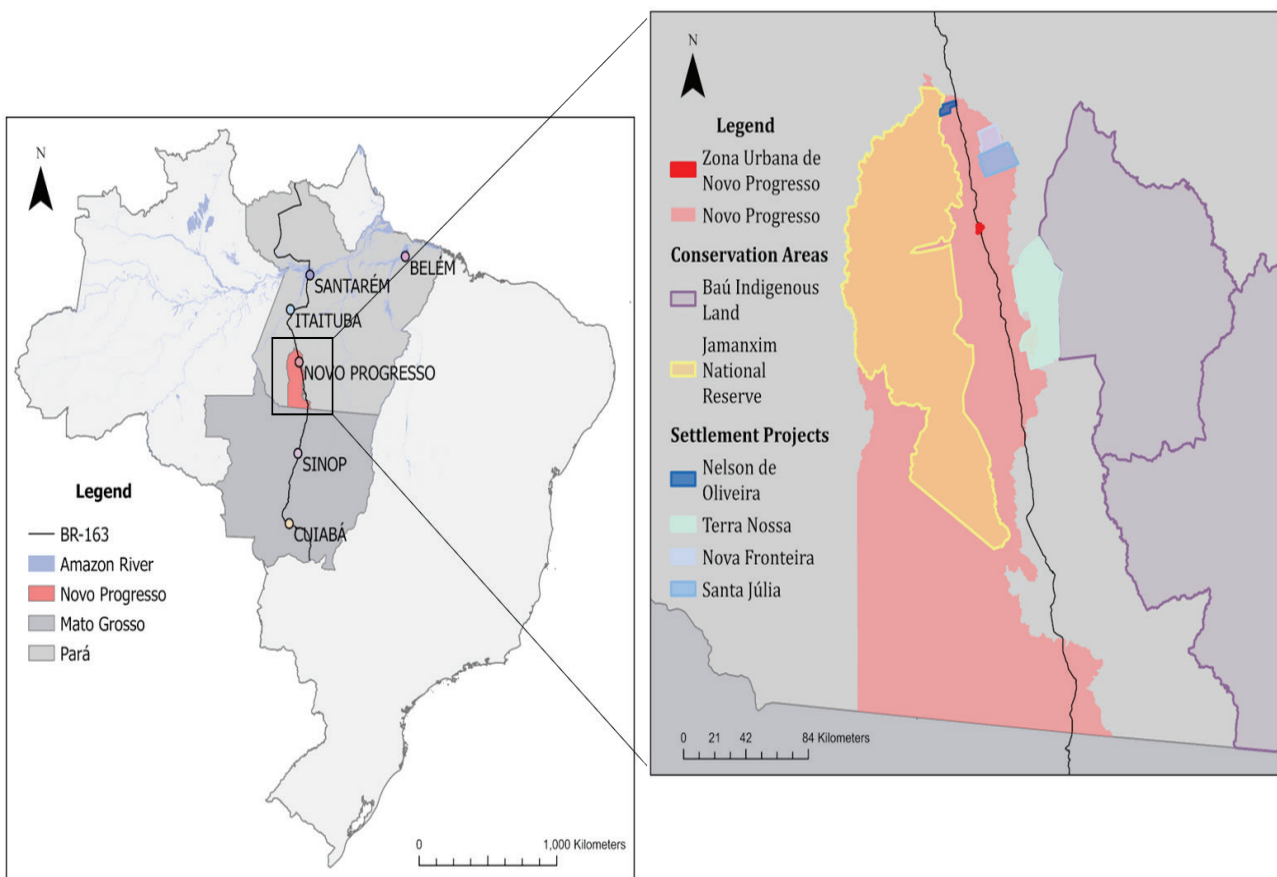 N
BELÉM
SANTARÉM
ITAITUBA
NOVO PROGRESSO
SINOP
CUIABÁ
Legend
BR-163
Amazon River
Novo Progresso
Mato Grosso
Pará
0 1,000 Kilometers
N
Legend
Zona Urbana de
Novo Progresso
Novo Progresso
Conservation Areas
Baú Indigenous
Land
Jamanxim
National
Reserve
Settlement Projects
Nelson de
Oliveira
Terra Nossa
Nova Fronteira
Santa Júlia
0 21 42 84 Kilometers